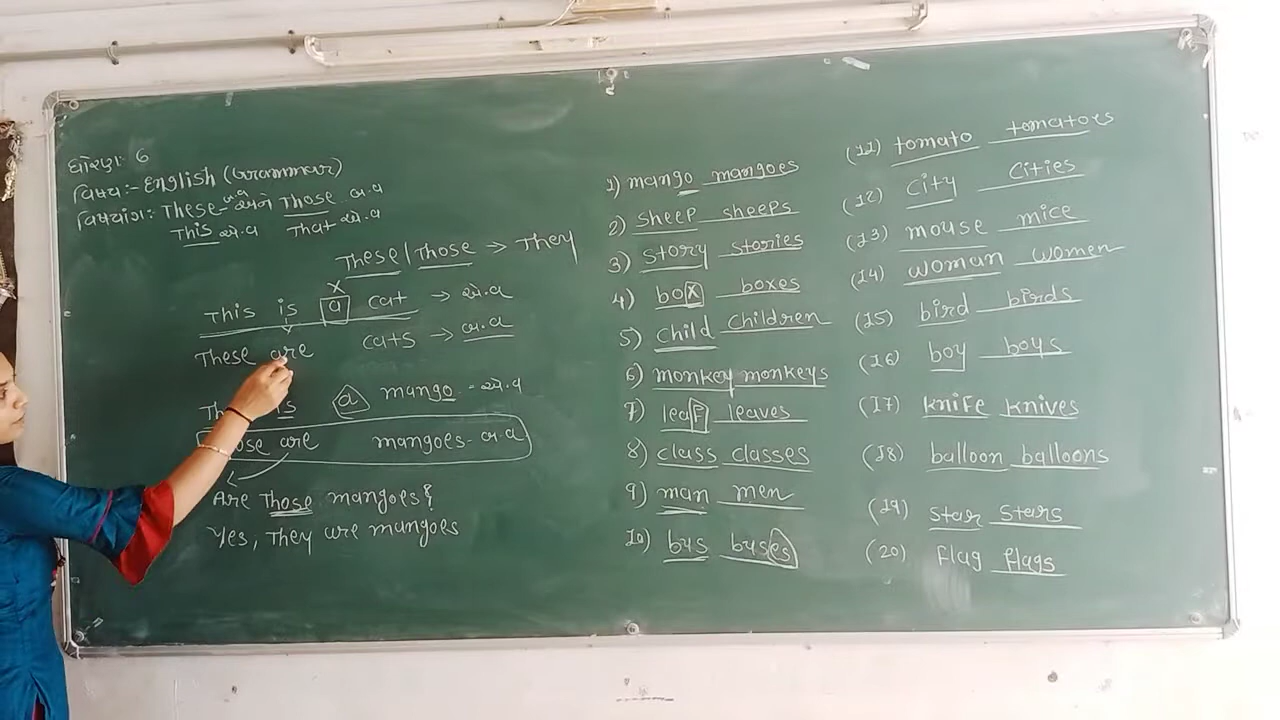 ધોરણ: 6
વિષય:- English (Grammar)
વિષયાંગ: These - બ.વ અને Those બ.વ
This એ.વ That એ.વ
These / Those → They
x
This is a cat → એ.વ
These are cats → બ.વ
is a mango - એ.વ
are mangoes - બ.વ
Are Those mangoes?
Yes, They are mangoes
1) mango mangoes
2) sheep sheeps
3) story stories
4) box boxes
5) child children
6) monkey monkeys
7) leaf leaves
8) class classes
9) man men
10) bus buses
(11) tomato tomatoes
(12) city cities
(13) mouse mice
(14) woman women
(15) bird birds
(16) boy boys
(17) knife knives
(18) balloon balloons
(19) star stars
(20) flag flags